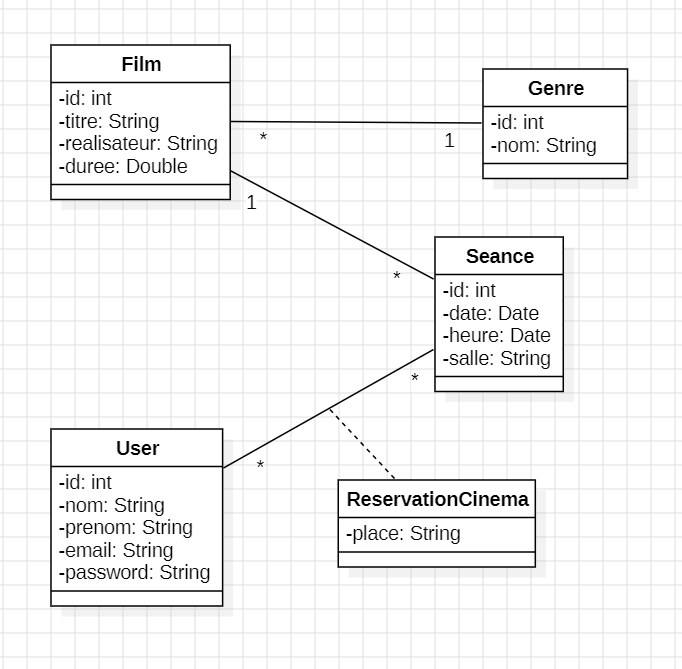 Film
-id: int
-titre: String
-realisateur: String
-duree: Double
Genre
-id: int
-nom: String
*
1
1
*
Seance
-id: int
-date: Date
-heure: Date
-salle: String
*
*
User
-id: int
-nom: String
-prenom: String
-email: String
-password: String
ReservationCinema
-place: String